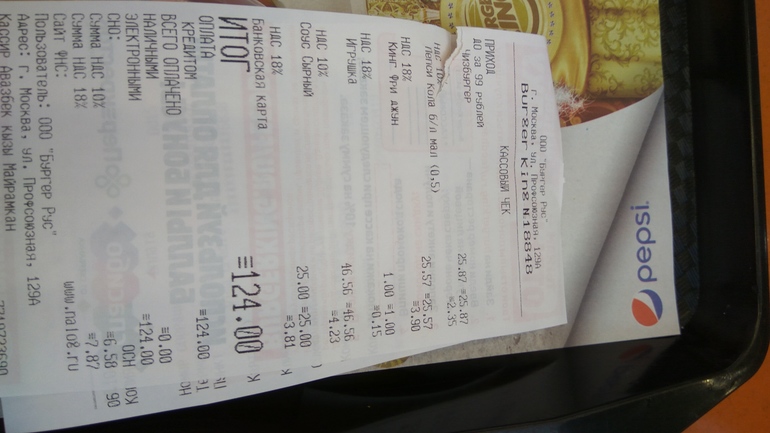 ООО "Бургер Рус"
г. Москва, ул. Профсоюзная, 129А
Burger King №18848
КАССОВЫЙ ЧЕК
ПРИХОД
до за 99 рублей
Чизбургер
25.87 ≡25.87
≡2.35
Пепси Кола Б/л мал (0,5)
25.57 ≡25.57
НДС 18% ≡3.90
Кинг Фри джун
1.00 ≡1.00
НДС 18% ≡0.15
ИГРУШКА
46.56 ≡46.56
НДС 18% ≡4.23
Соус Сырный
25.00 ≡25.00
НДС 10% ≡3.81
НДС 18%
Банковская карта
ИТОГ ≡124.00
ОПЛАТА
КРЕДИТОМ ≡124.00
ВСЕГО ОПЛАЧЕНО
НАЛИЧНЫМИ ≡0.00
ЭЛЕКТРОННЫМИ ≡124.00
СНО: ОСН
Сумма НДС 10% ≡6.58
Сумма НДС 18% ≡7.87
Сайт ФНС: www.nalog.ru
Пользователь: ООО "Бургер Рус"
Адрес: г. Москва, ул. Профсоюзная, 129А
Кассир Авазбек кызы Майрамкан
pepsi